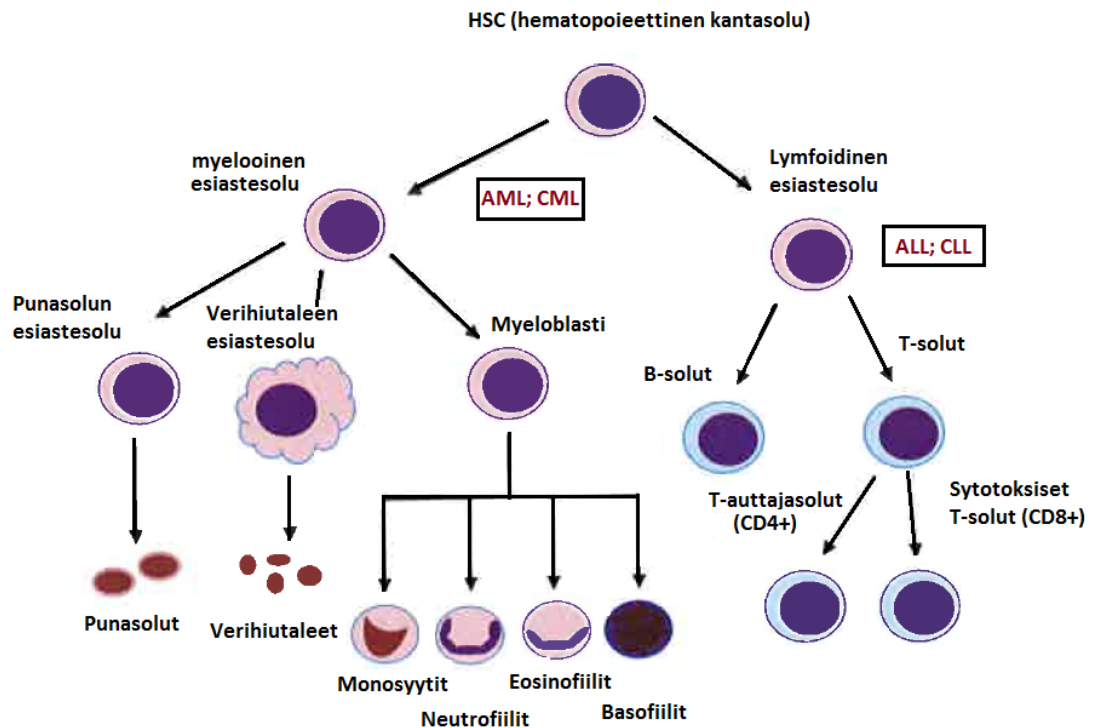 HSC (hematopoieettinen kantasolu)
myelooinen
esiastesolu
AML; CML
Lymfoidinen
esiastesolu
ALL; CLL
Punasolun
esiastesolu
Verihiutaleen
esiastesolu
Myeloblasti
B-solut
T-solut
T-auttajasolut
(CD4+)
Sytotoksiset
T-solut (CD8+)
Punasolut
Verihiutaleet
Monosyytit
Neutrofiilit
Eosinofiilit
Basofiilit